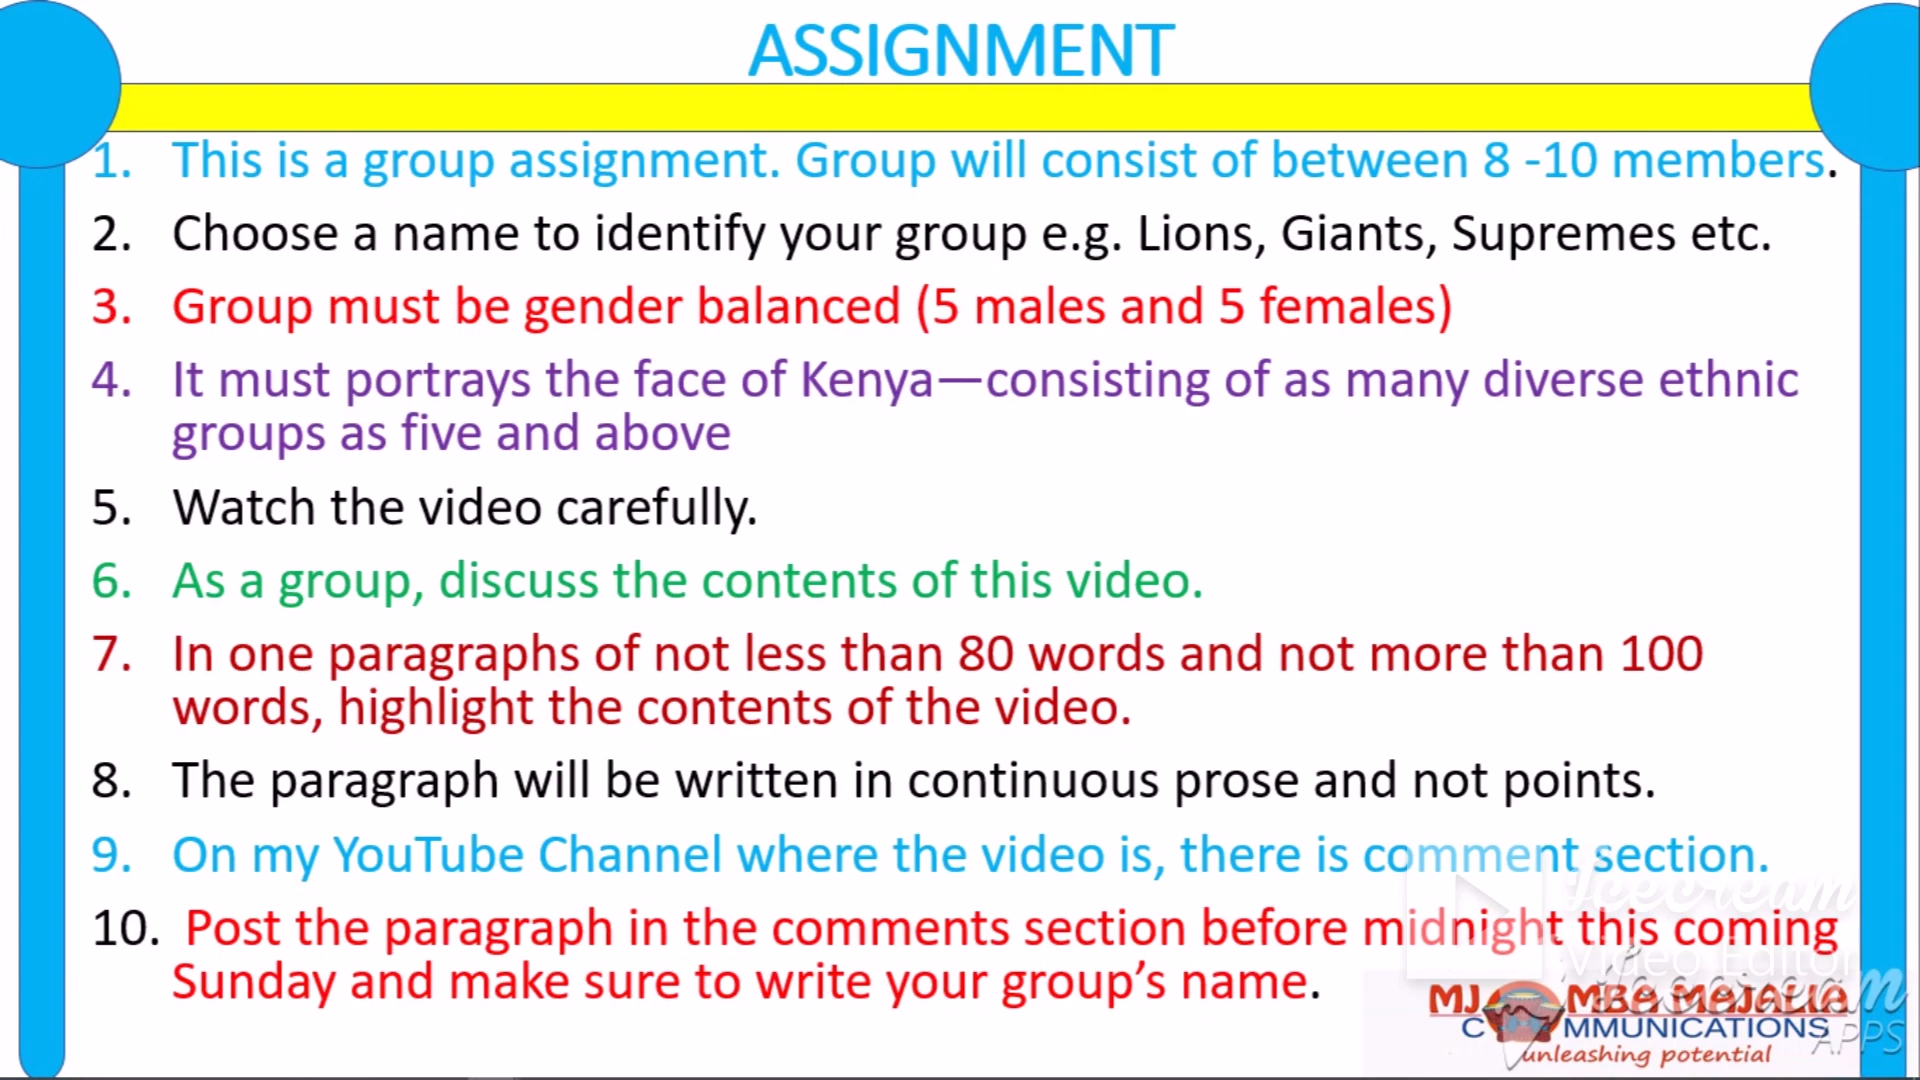 ASSIGNMENT
1. This is a group assignment. Group will consist of between 8 -10 members.
2. Choose a name to identify your group e.g. Lions, Giants, Supremes etc.
3. Group must be gender balanced (5 males and 5 females)
4. It must portrays the face of Kenya—consisting of as many diverse ethnic
groups as five and above
5. Watch the video carefully.
6. As a group, discuss the contents of this video.
7. In one paragraphs of not less than 80 words and not more than 100
words, highlight the contents of the video.
8. The paragraph will be written in continuous prose and not points.
9. On my YouTube Channel where the video is, there is comment section.
10. Post the paragraph in the comments section before midnight this coming
Sunday and make sure to write your group’s name.
Icecream
Video Editor
MJOMBA MAJALIA
COMMUNICATIONS
unleashing potential
Icecream
APPS